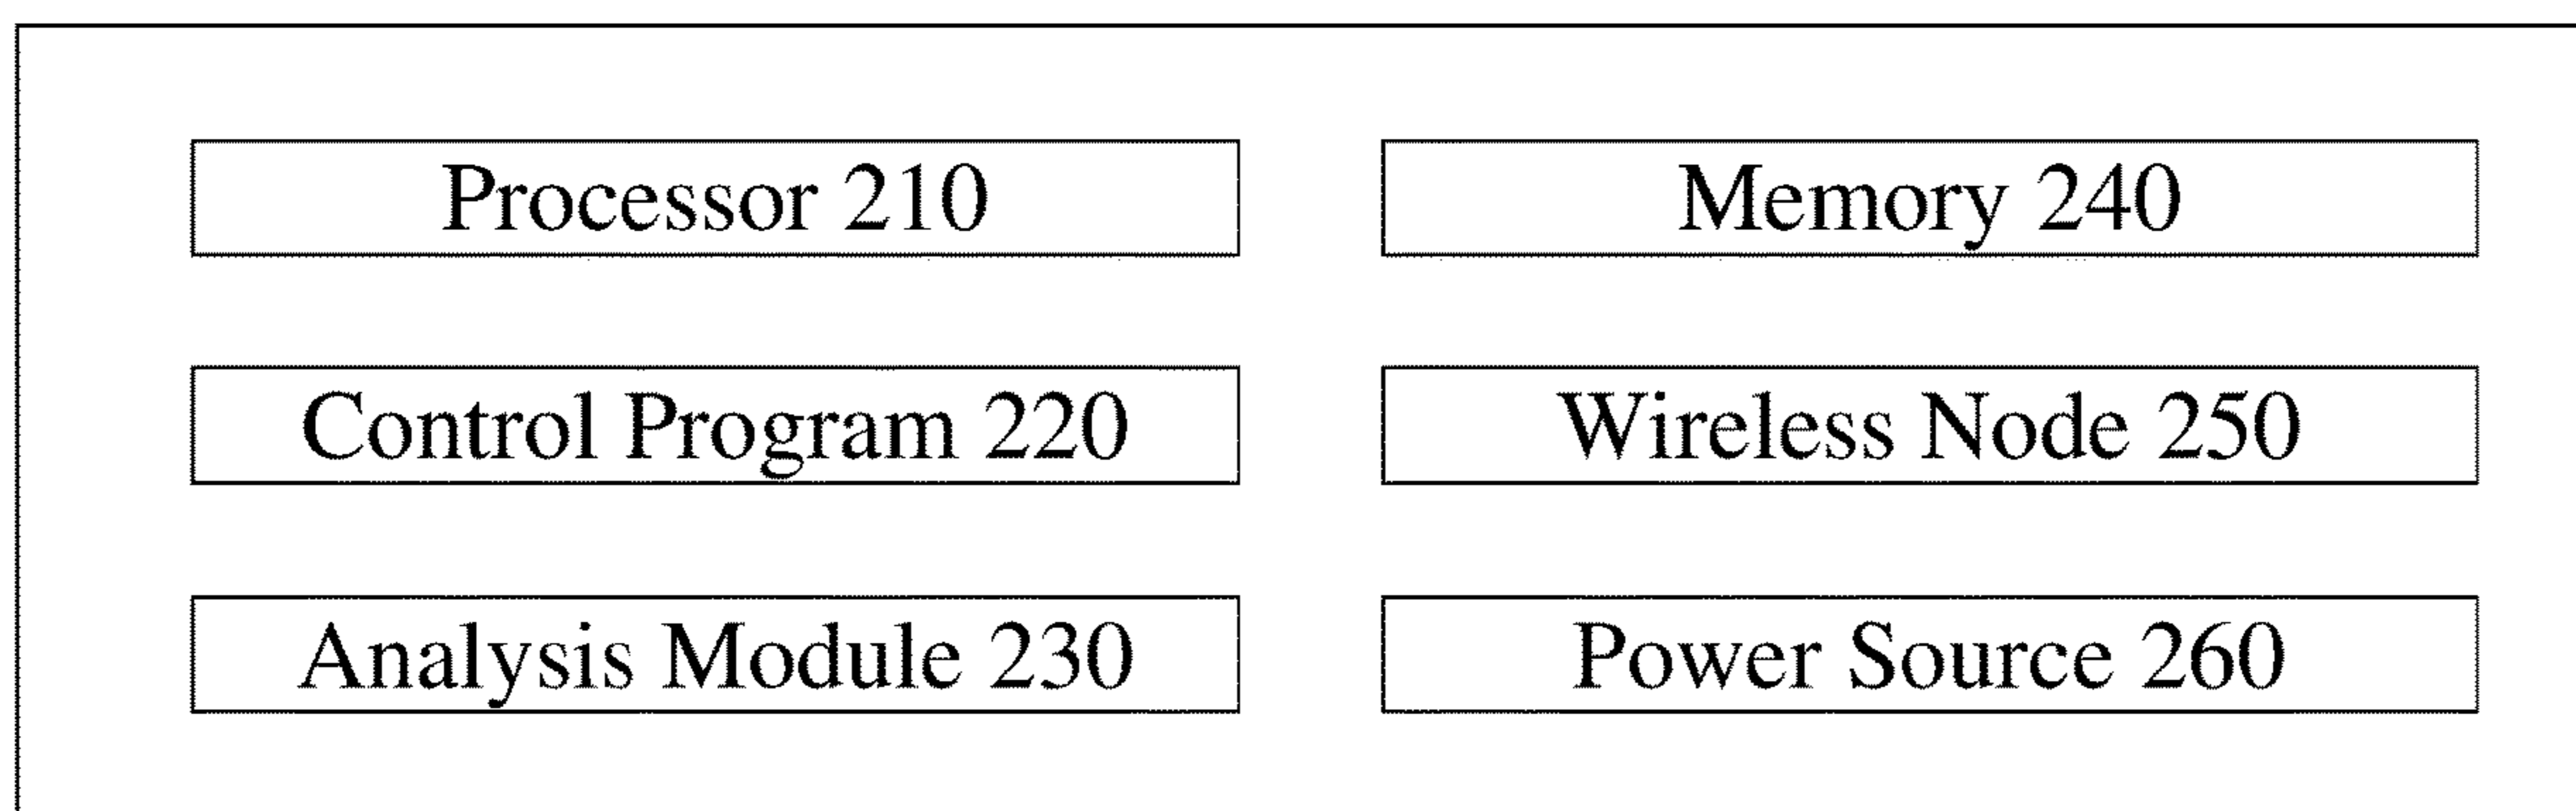 Processor 210
Memory 240
Control Program 220
Wireless Node 250
Analysis Module 230
Power Source 260